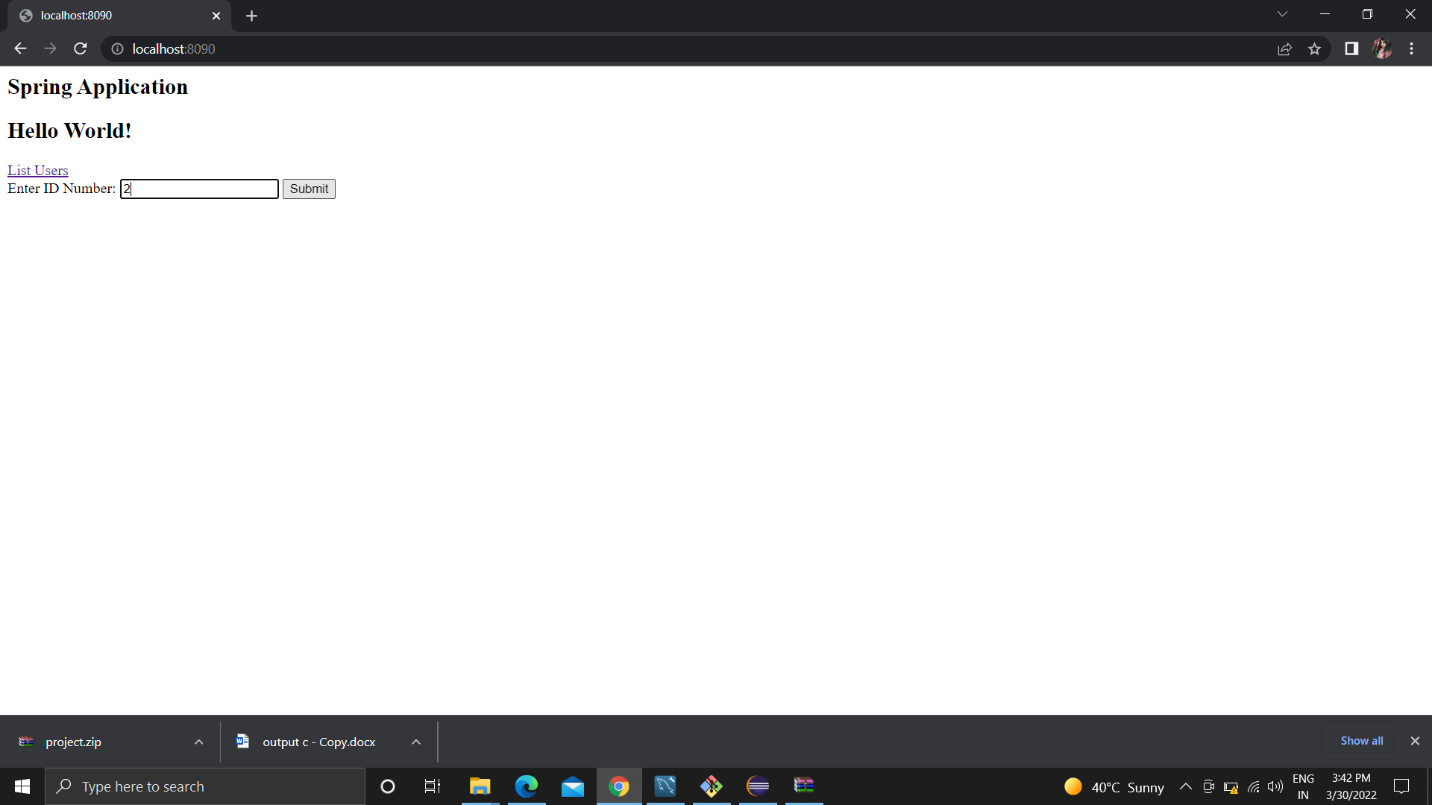 localhost:8090
localhost:8090
Spring Application
Hello World!
List Users
Enter ID Number: 2 Submit
project.zip output c - Copy.docx Show all
Type here to search 40°C Sunny ENG 3:42 PM
IN 3/30/2022